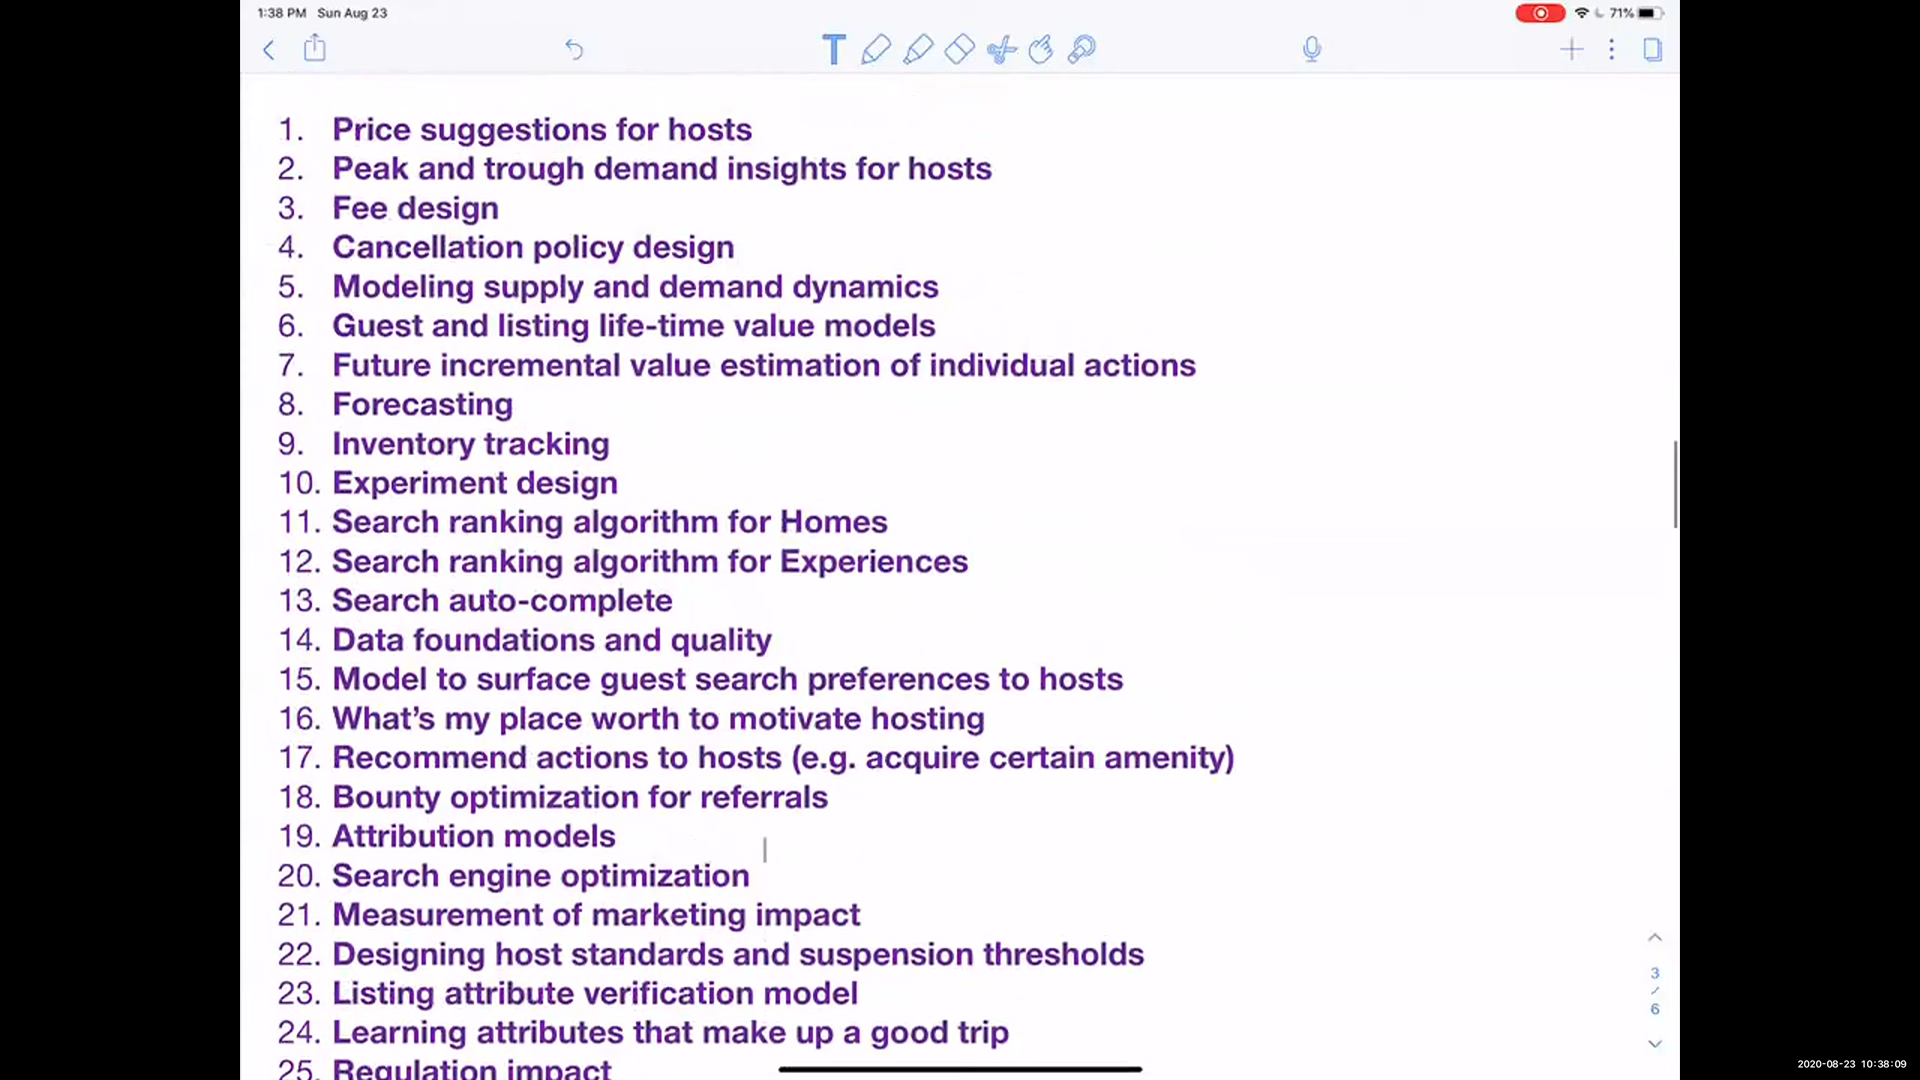 1:38 PM Sun Aug 23
71%
1. Price suggestions for hosts
2. Peak and trough demand insights for hosts
3. Fee design
4. Cancellation policy design
5. Modeling supply and demand dynamics
6. Guest and listing life-time value models
7. Future incremental value estimation of individual actions
8. Forecasting
9. Inventory tracking
10. Experiment design
11. Search ranking algorithm for Homes
12. Search ranking algorithm for Experiences
13. Search auto-complete
14. Data foundations and quality
15. Model to surface guest search preferences to hosts
16. What’s my place worth to motivate hosting
17. Recommend actions to hosts (e.g. acquire certain amenity)
18. Bounty optimization for referrals
19. Attribution models
20. Search engine optimization
21. Measurement of marketing impact
22. Designing host standards and suspension thresholds
23. Listing attribute verification model
24. Learning attributes that make up a good trip
25. Regulation impact
3
/
6
2020-08-23 10:38:09